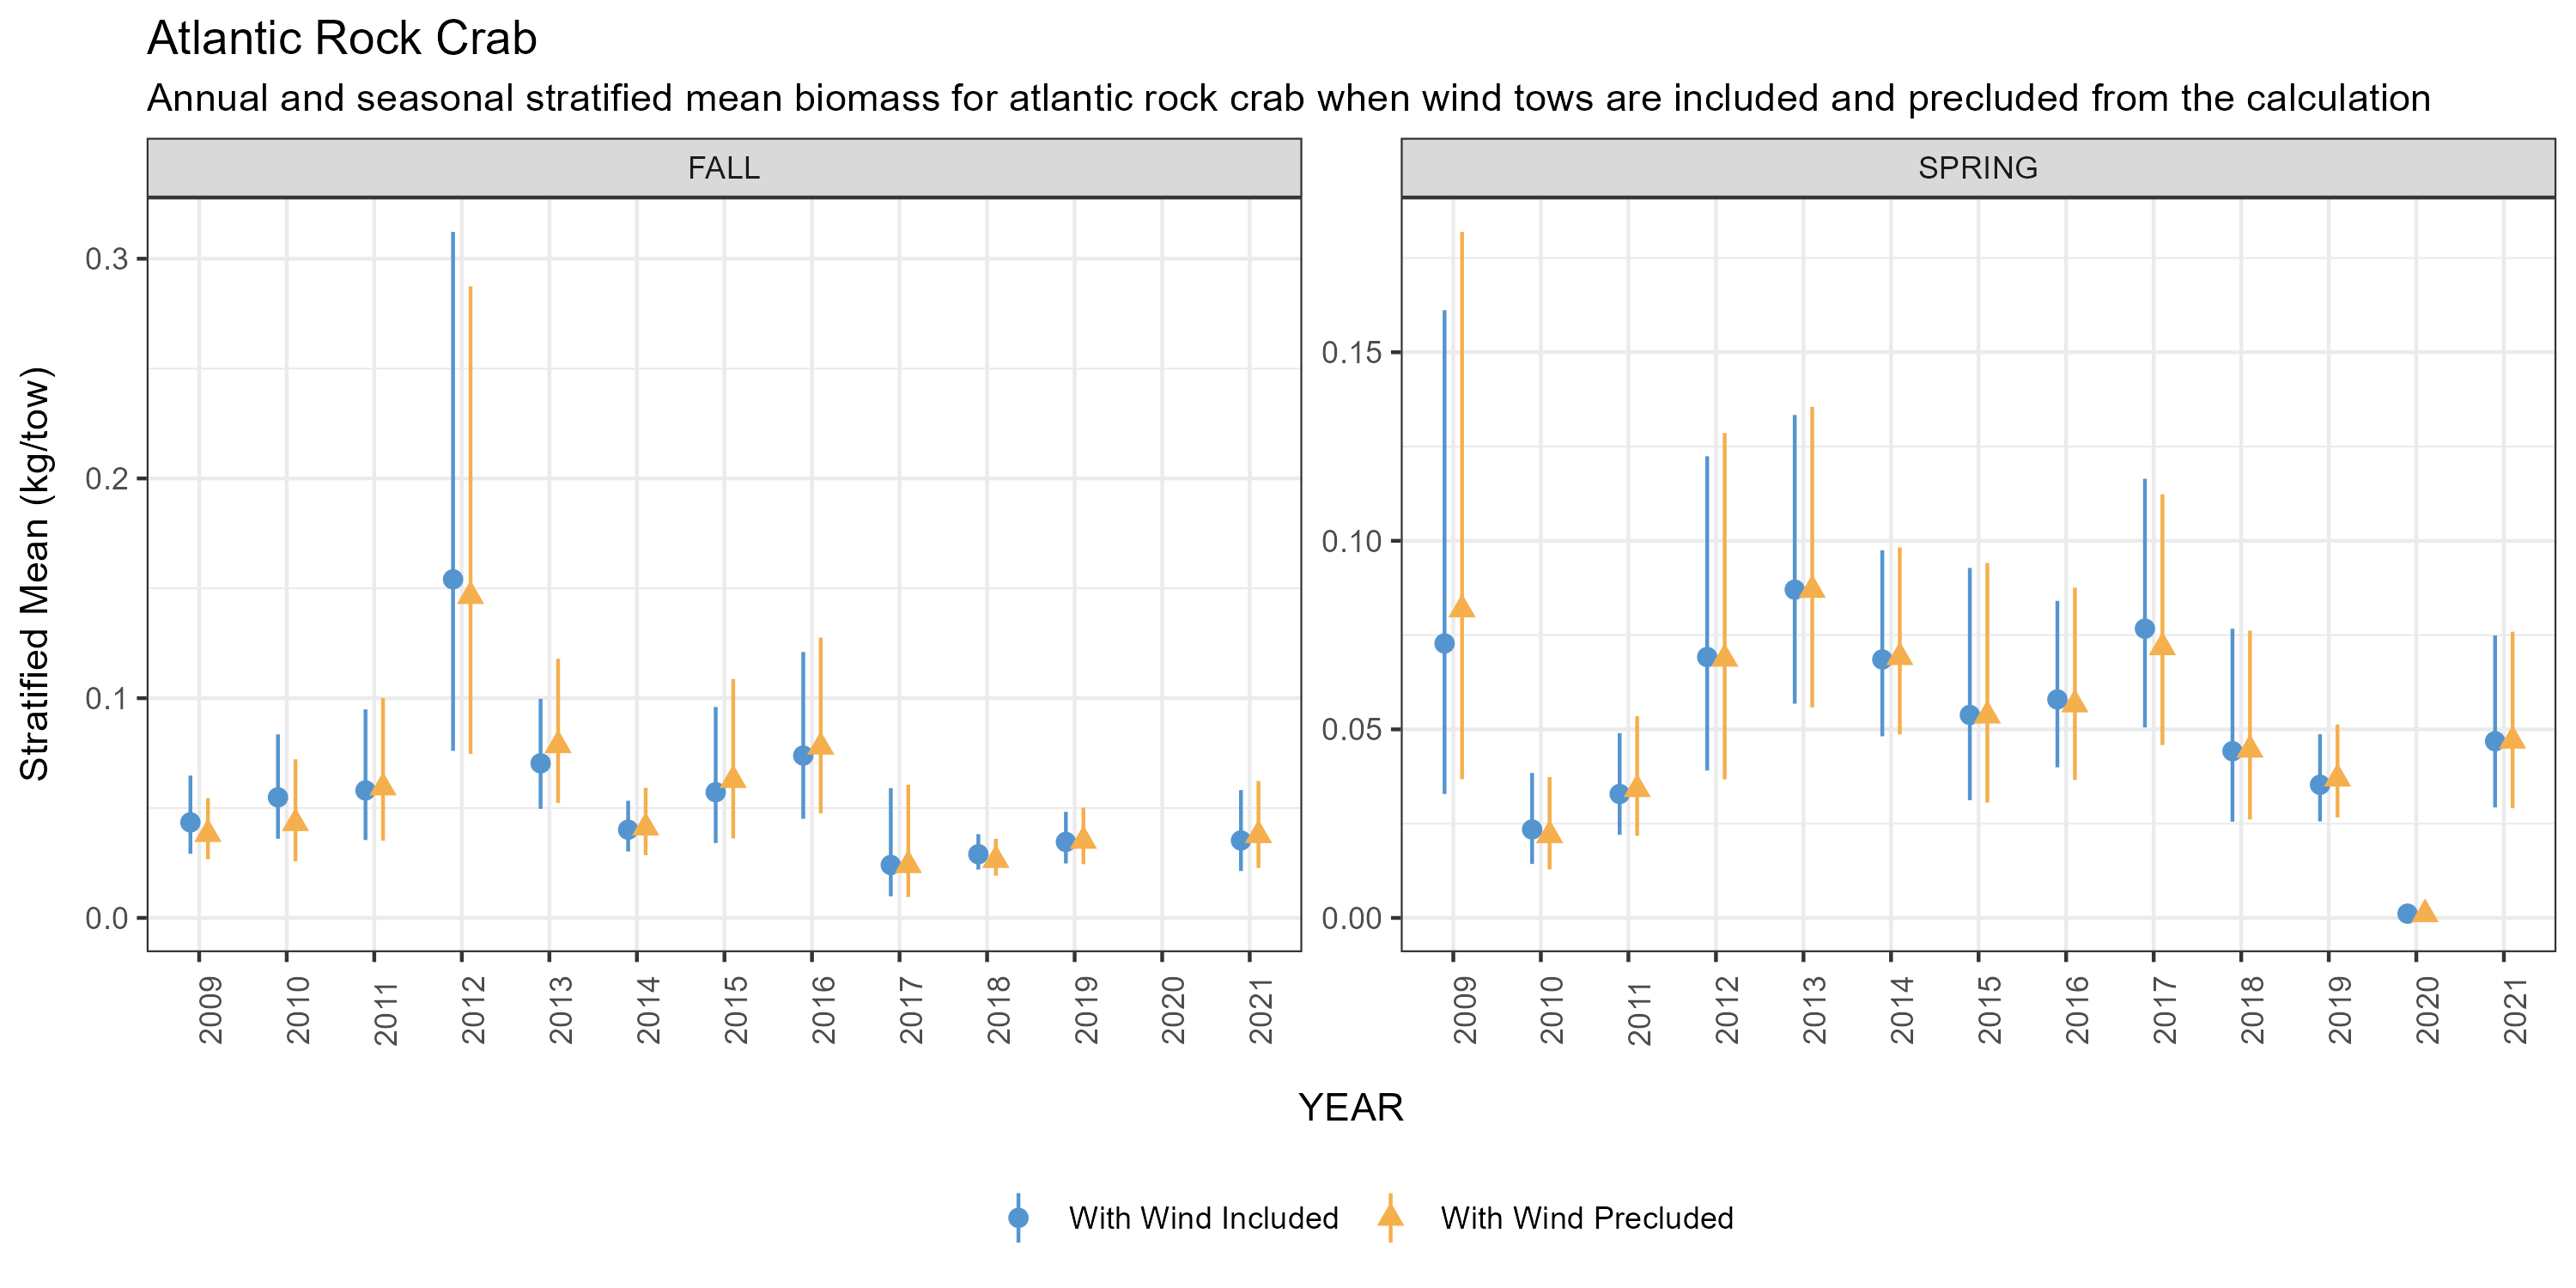 Atlantic Rock Crab
Annual and seasonal stratified mean biomass for atlantic rock crab when wind tows are included and precluded from the calculation
FALL
SPRING
Stratified Mean (kg/tow)
0.3
0.2
0.1
0.0
0.15
0.10
0.05
0.00
2009 2010 2011 2012 2013 2014 2015 2016 2017 2018 2019 2020 2021
2009 2010 2011 2012 2013 2014 2015 2016 2017 2018 2019 2020 2021
YEAR
With Wind Included
With Wind Precluded